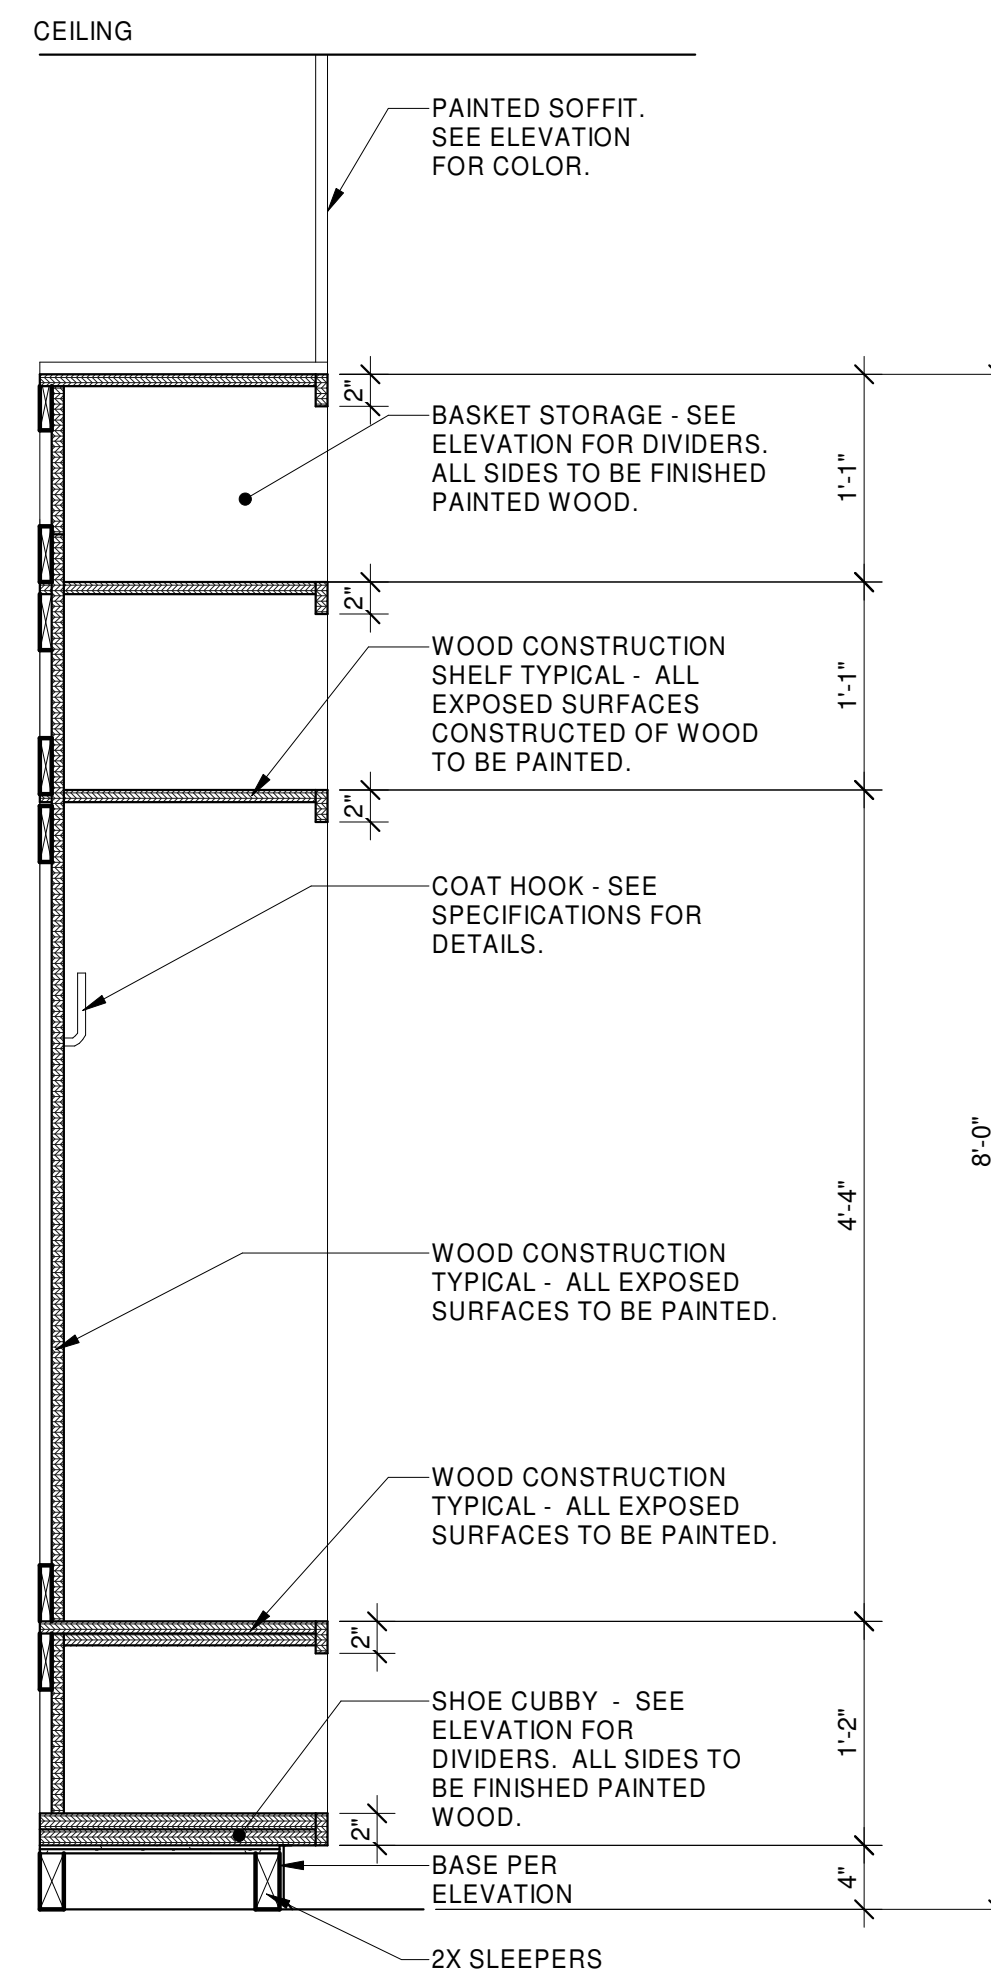 CEILING
PAINTED SOFFIT.
SEE ELEVATION
FOR COLOR.
2"
BASKET STORAGE - SEE
ELEVATION FOR DIVIDERS.
ALL SIDES TO BE FINISHED
PAINTED WOOD.
1'-1"
2"
WOOD CONSTRUCTION
SHELF TYPICAL - ALL
EXPOSED SURFACES
CONSTRUCTED OF WOOD
TO BE PAINTED.
1'-1"
2"
COAT HOOK - SEE
SPECIFICATIONS FOR
DETAILS.
8'-0"
4'-4"
WOOD CONSTRUCTION
TYPICAL - ALL EXPOSED
SURFACES TO BE PAINTED.
WOOD CONSTRUCTION
TYPICAL - ALL EXPOSED
SURFACES TO BE PAINTED.
2"
SHOE CUBBY - SEE
ELEVATION FOR
DIVIDERS. ALL SIDES TO
BE FINISHED PAINTED
WOOD.
1'-2"
2"
BASE PER
ELEVATION
4"
2X SLEEPERS